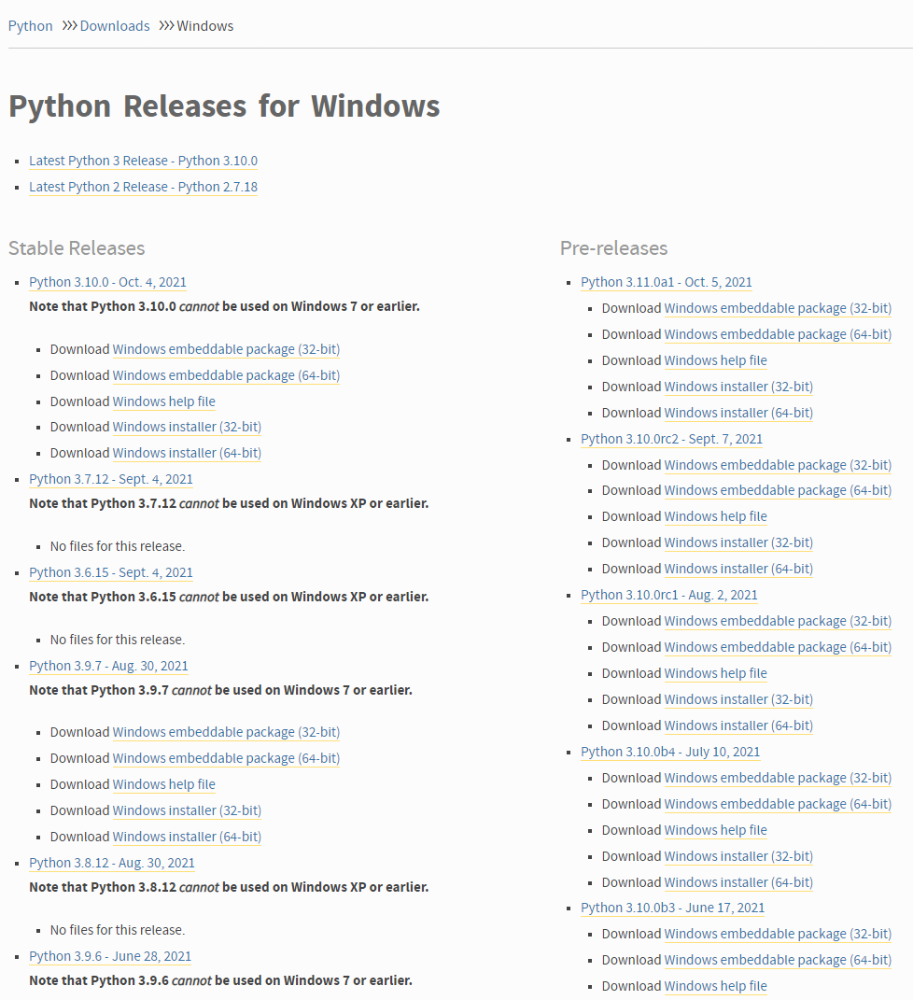 Python >>> Downloads >>> Windows
Python Releases for Windows
Latest Python 3 Release - Python 3.10.0
Latest Python 2 Release - Python 2.7.18
Stable Releases
Python 3.10.0 - Oct. 4, 2021
Note that Python 3.10.0 cannot be used on Windows 7 or earlier.
Download Windows embeddable package (32-bit)
Download Windows embeddable package (64-bit)
Download Windows help file
Download Windows installer (32-bit)
Download Windows installer (64-bit)
Python 3.7.12 - Sept. 4, 2021
Note that Python 3.7.12 cannot be used on Windows XP or earlier.
No files for this release.
Python 3.6.15 - Sept. 4, 2021
Note that Python 3.6.15 cannot be used on Windows XP or earlier.
No files for this release.
Python 3.9.7 - Aug. 30, 2021
Note that Python 3.9.7 cannot be used on Windows 7 or earlier.
Download Windows embeddable package (32-bit)
Download Windows embeddable package (64-bit)
Download Windows help file
Download Windows installer (32-bit)
Download Windows installer (64-bit)
Python 3.8.12 - Aug. 30, 2021
Note that Python 3.8.12 cannot be used on Windows XP or earlier.
No files for this release.
Python 3.9.6 - June 28, 2021
Note that Python 3.9.6 cannot be used on Windows 7 or earlier.
Pre-releases
Python 3.11.0a1 - Oct. 5, 2021
Download Windows embeddable package (32-bit)
Download Windows embeddable package (64-bit)
Download Windows help file
Download Windows installer (32-bit)
Download Windows installer (64-bit)
Python 3.10.0rc2 - Sept. 7, 2021
Download Windows embeddable package (32-bit)
Download Windows embeddable package (64-bit)
Download Windows help file
Download Windows installer (32-bit)
Download Windows installer (64-bit)
Python 3.10.0rc1 - Aug. 2, 2021
Download Windows embeddable package (32-bit)
Download Windows embeddable package (64-bit)
Download Windows help file
Download Windows installer (32-bit)
Download Windows installer (64-bit)
Python 3.10.0b4 - July 10, 2021
Download Windows embeddable package (32-bit)
Download Windows embeddable package (64-bit)
Download Windows help file
Download Windows installer (32-bit)
Download Windows installer (64-bit)
Python 3.10.0b3 - June 17, 2021
Download Windows embeddable package (32-bit)
Download Windows embeddable package (64-bit)
Download Windows help file